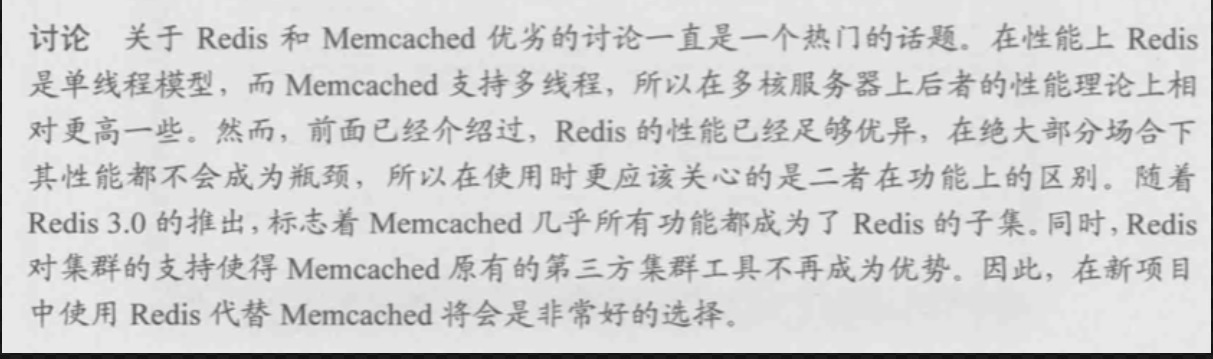 讨论 关于 Redis 和 Memcached 优劣的讨论一直是一个热门的话题。在性能上 Redis
是单线程模型，而 Memcached 支持多线程，所以在多核服务器上后者的性能理论上相
对更高一些。然而，前面已经介绍过，Redis 的性能已经足够优异，在绝大部分场合下
其性能都不会成为瓶颈，所以在使用时更应该关心的是二者在功能上的区别。随着
Redis 3.0 的推出，标志着 Memcached 几乎所有功能都成为了 Redis 的子集。同时，Redis
对集群的支持使得 Memcached 原有的第三方集群工具不再成为优势。因此，在新项目
中使用 Redis 代替 Memcached 将会是非常好的选择。